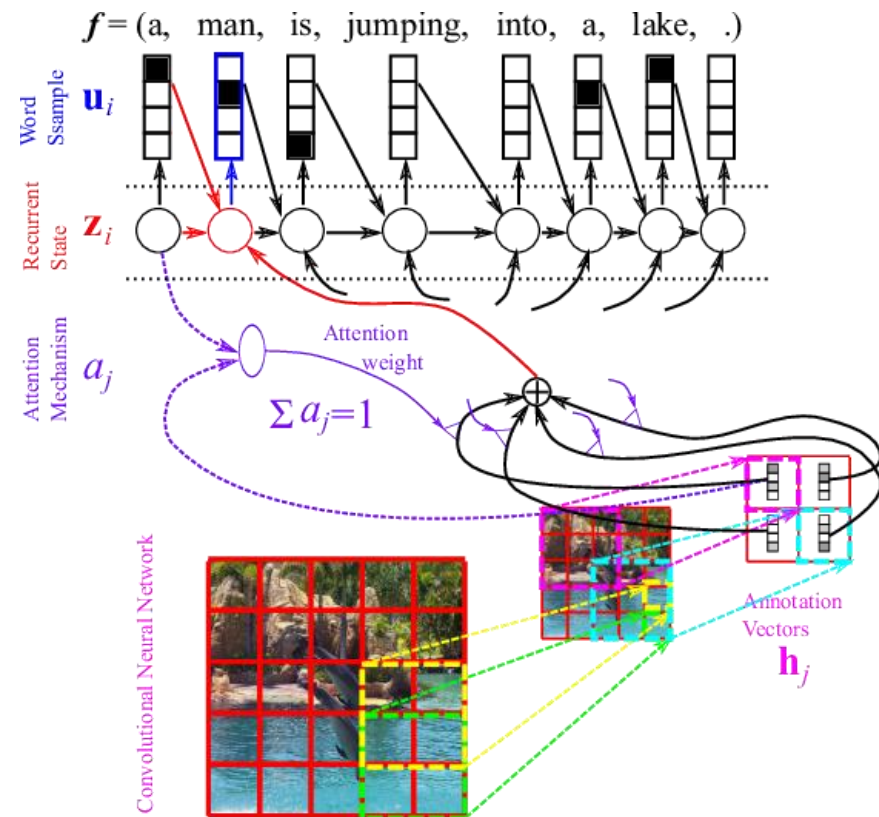 f = (a, man, is, jumping, into, a, lake, .)
Word
Ssample
u_i
Recurrent
State
z_i
Attention
Mechanism
a_j
Attention
weight
Σ a_j=1
Convolutional Neural Network
Annotation
Vectors
h_j